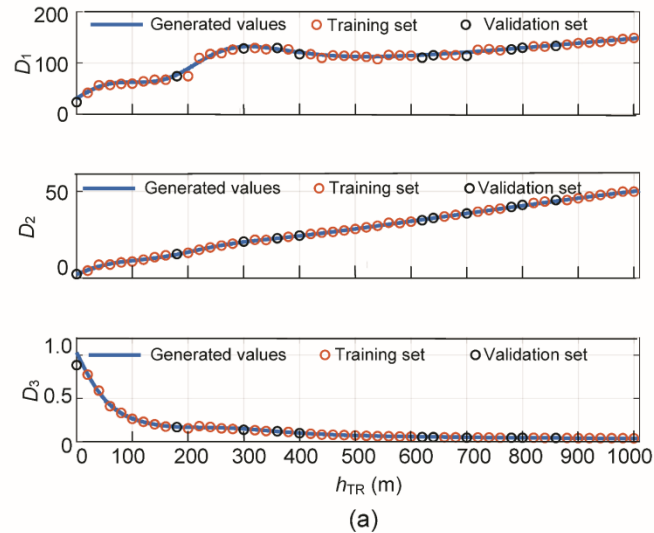 200
D1
Generated values
Training set
Validation set
100
0
50
D2
Generated values
Training set
Validation set
0
1.0
D3
Generated values
Training set
Validation set
0.5
0
0 100 200 300 400 500 600 700 800 900 1000
hTR (m)
(a)